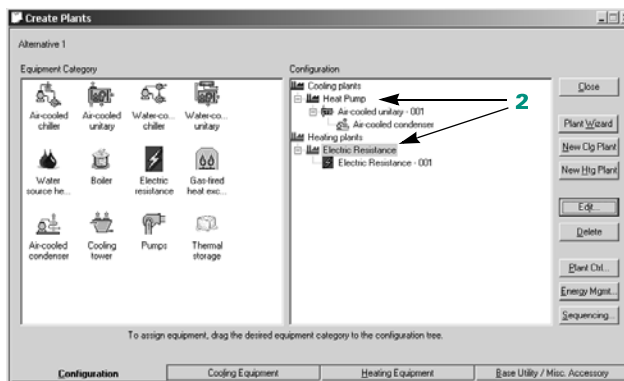 Create Plants
Alternative 1
Equipment Category
Configuration
Air-cooled chiller
Air-cooled unitary
Water-co... chiller
Water-co... unitary
Water source he...
Boiler
Electric resistance
Gas-fired heat exc...
Air-cooled condenser
Cooling tower
Pumps
Thermal storage
Cooling plants
Heat Pump
Air-cooled unitary - 001
Air-cooled condenser
Heating plants
Electric Resistance
Electric Resistance - 001
2
Close
Plant Wizard
New Clg Plant
New Htg Plant
Edit...
Delete
Plant Ctrl...
Energy Mgmt...
Sequencing...
To assign equipment, drag the desired equipment category to the configuration tree.
Configuration
Cooling Equipment
Heating Equipment
Base Utility / Misc. Accessory